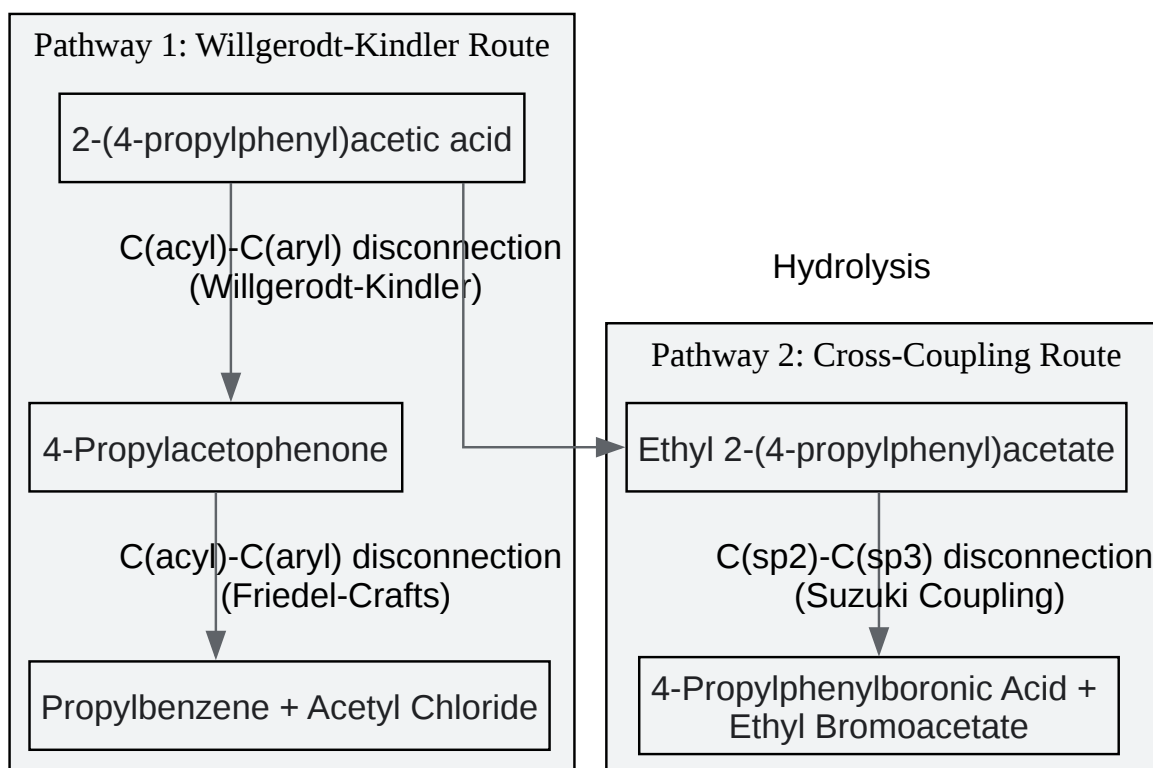 Pathway 1: Willgerodt-Kindler Route
2-(4-propylphenyl)acetic acid
C(acyl)-C(aryl) disconnection
(Willgerodt-Kindler)
4-Propylacetophenone
C(acyl)-C(aryl) disconnection
(Friedel-Crafts)
Propylbenzene + Acetyl Chloride
Hydrolysis
Pathway 2: Cross-Coupling Route
Ethyl 2-(4-propylphenyl)acetate
C(sp2)-C(sp3) disconnection
(Suzuki Coupling)
4-Propylphenylboronic Acid +
Ethyl Bromoacetate